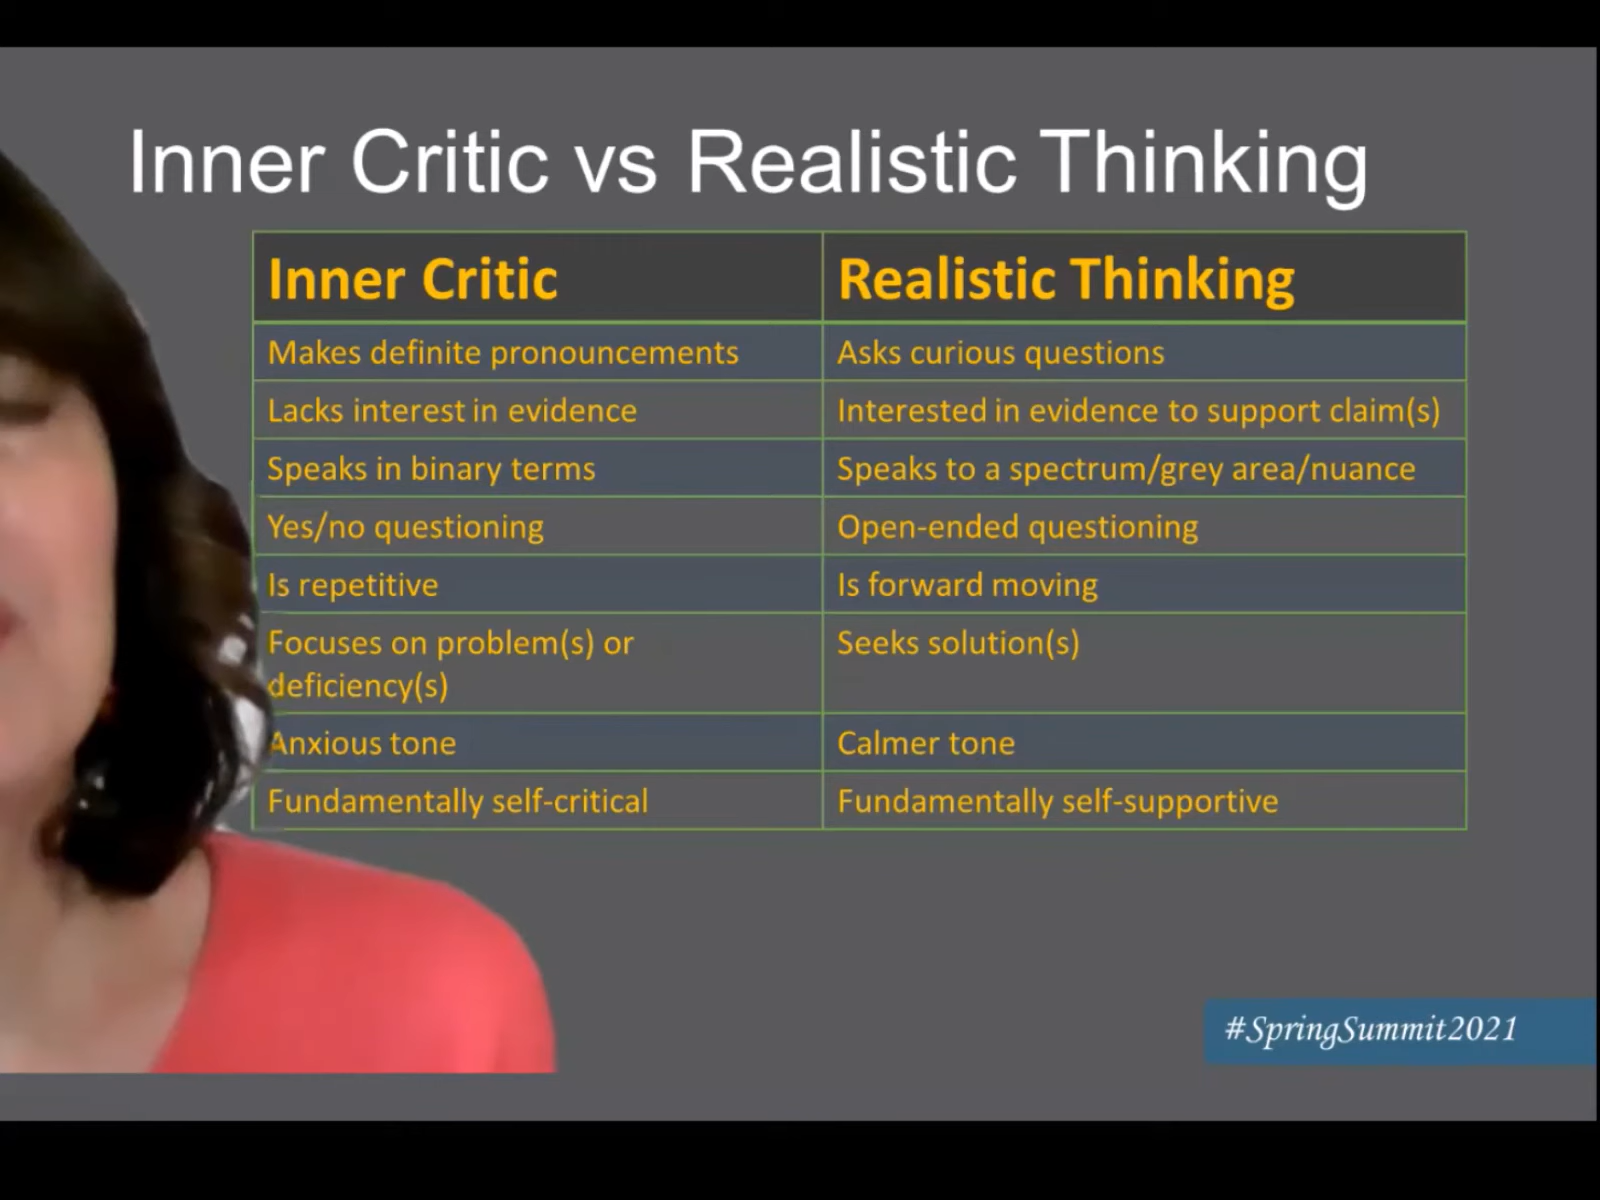 Inner Critic vs Realistic Thinking
Inner Critic Realistic Thinking
Makes definite pronouncements Asks curious questions
Lacks interest in evidence Interested in evidence to support claim(s)
Speaks in binary terms Speaks to a spectrum/grey area/nuance
Yes/no questioning Open-ended questioning
Is repetitive Is forward moving
Focuses on problem(s) or Seeks solution(s)
deficiency(s)
Anxious tone Calmer tone
Fundamentally self-critical Fundamentally self-supportive
#SpringSummit2021